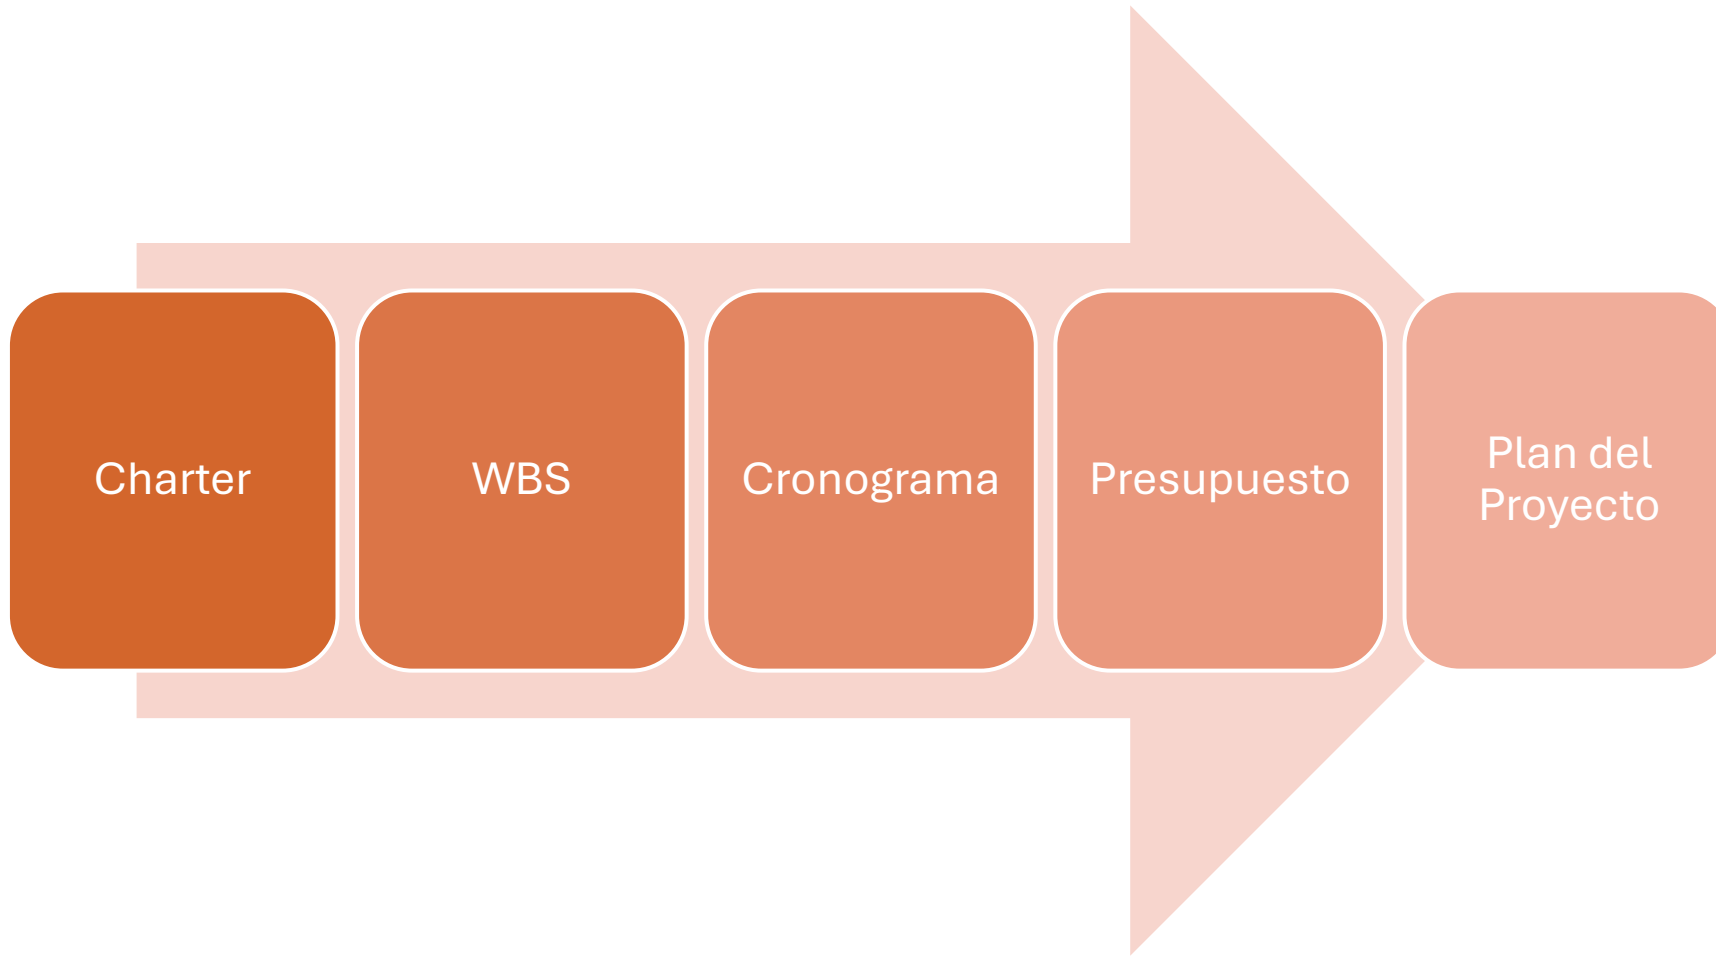 Charter
WBS
Cronograma
Presupuesto
Plan del
Proyecto